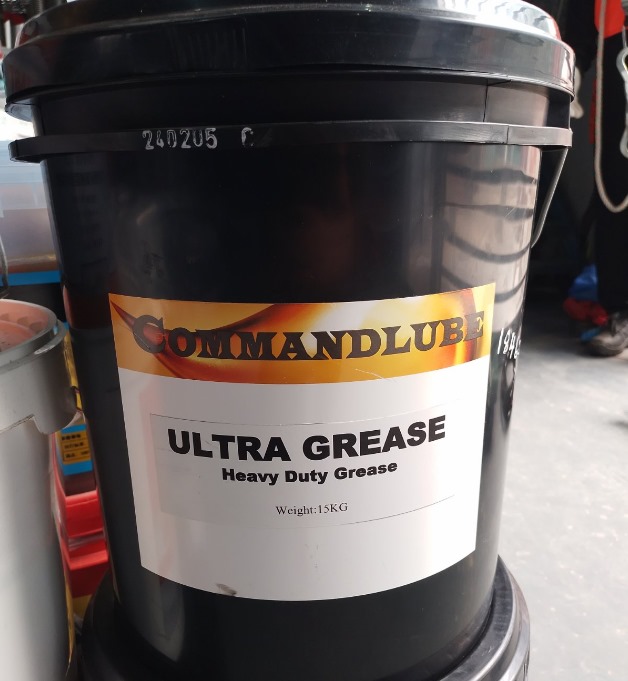 240205 C
COMMANDLUBE
ULTRA GREASE
Heavy Duty Grease
Weight:15KG